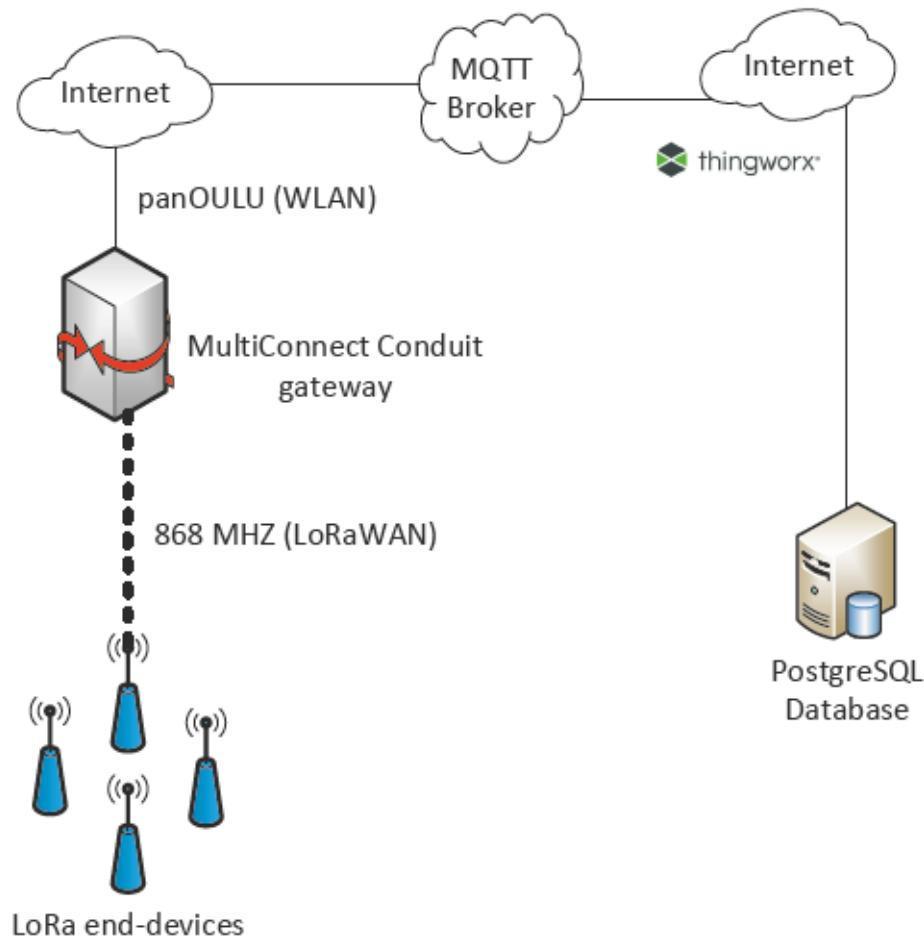 Internet
MQTT
Broker
Internet
thingworx
panOULU (WLAN)
MultiConnect Conduit
gateway
868 MHZ (LoRaWAN)
PostgreSQL
Database
LoRa end-devices